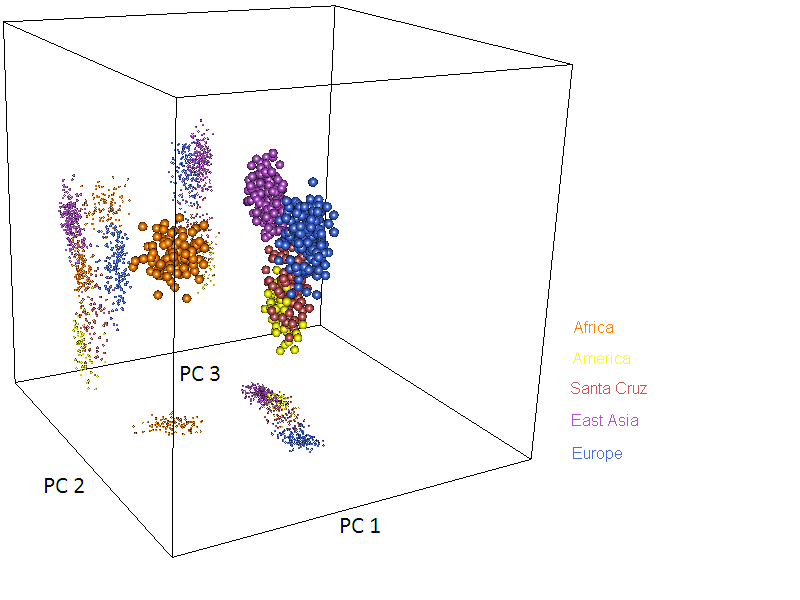 PC 3
Africa
America
Santa Cruz
East Asia
Europe
PC 2
PC 1